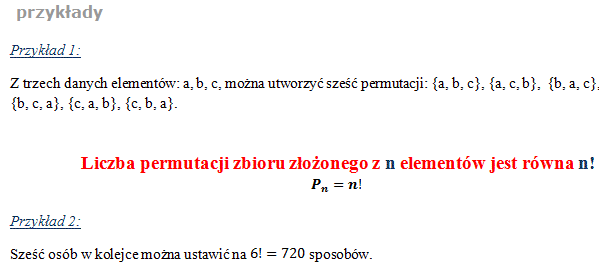 przykłady
Przykład 1:
Z trzech danych elementów: a, b, c, można utworzyć sześć permutacji: {a, b, c}, {a, c, b}, {b, a, c},
{b, c, a}, {c, a, b}, {c, b, a}.
Liczba permutacji zbioru złożonego z n elementów jest równa n!
Pₙ = n!
Przykład 2:
Sześć osób w kolejce można ustawić na 6! = 720 sposobów.